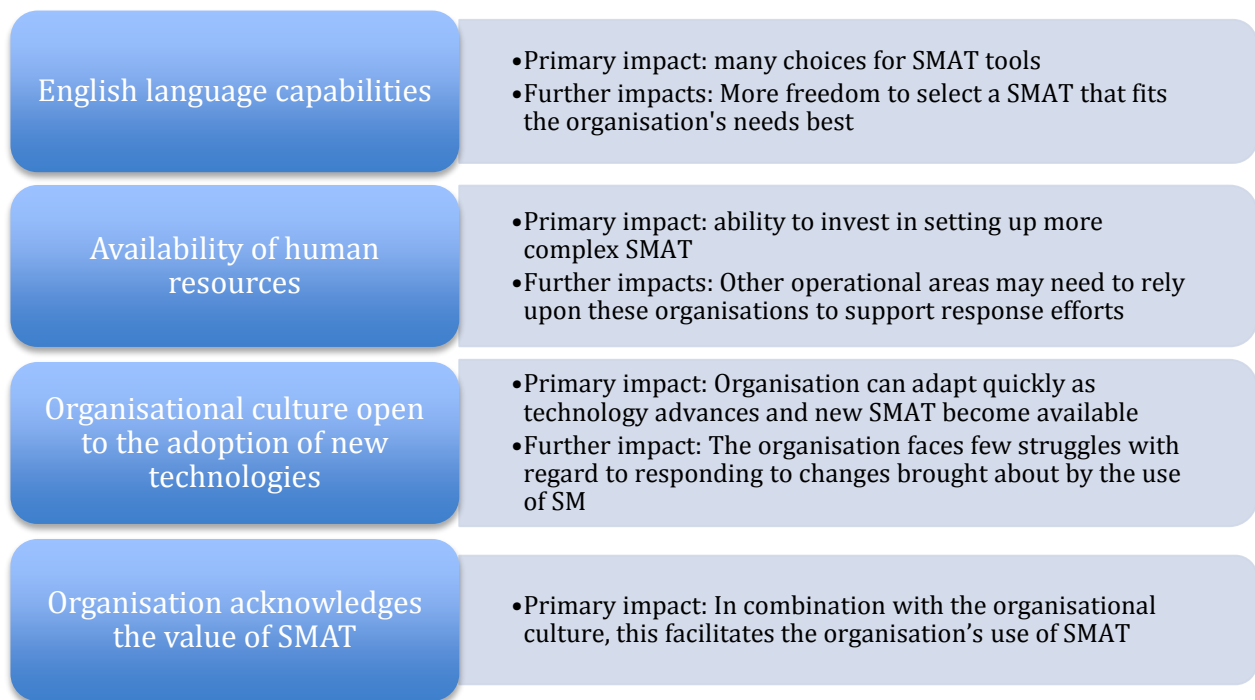 English language capabilities
•Primary impact: many choices for SMAT tools
•Further impacts: More freedom to select a SMAT that fits
the organisation's needs best
Availability of human
resources
•Primary impact: ability to invest in setting up more
complex SMAT
•Further impacts: Other operational areas may need to rely
upon these organisations to support response efforts
Organisational culture open
to the adoption of new
technologies
•Primary impact: Organisation can adapt quickly as
technology advances and new SMAT become available
•Further impact: The organisation faces few struggles with
regard to responding to changes brought about by the use
of SM
Organisation acknowledges
the value of SMAT
•Primary impact: In combination with the organisational
culture, this facilitates the organisation’s use of SMAT